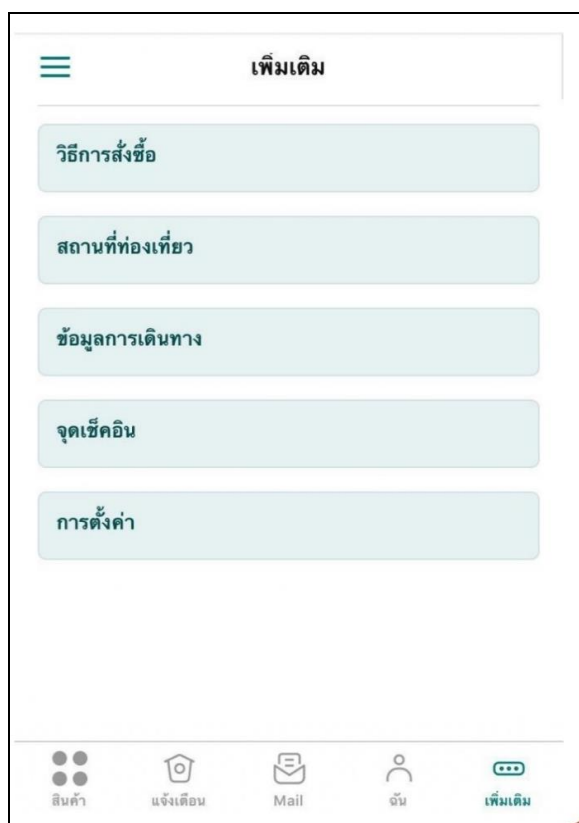 เพิ่มเติม
วิธีการสั่งซื้อ
สถานที่ท่องเที่ยว
ข้อมูลการเดินทาง
จุดเช็คอิน
การตั้งค่า
สินค้า แจ้งเตือน Mail ฉัน เพิ่มเติม